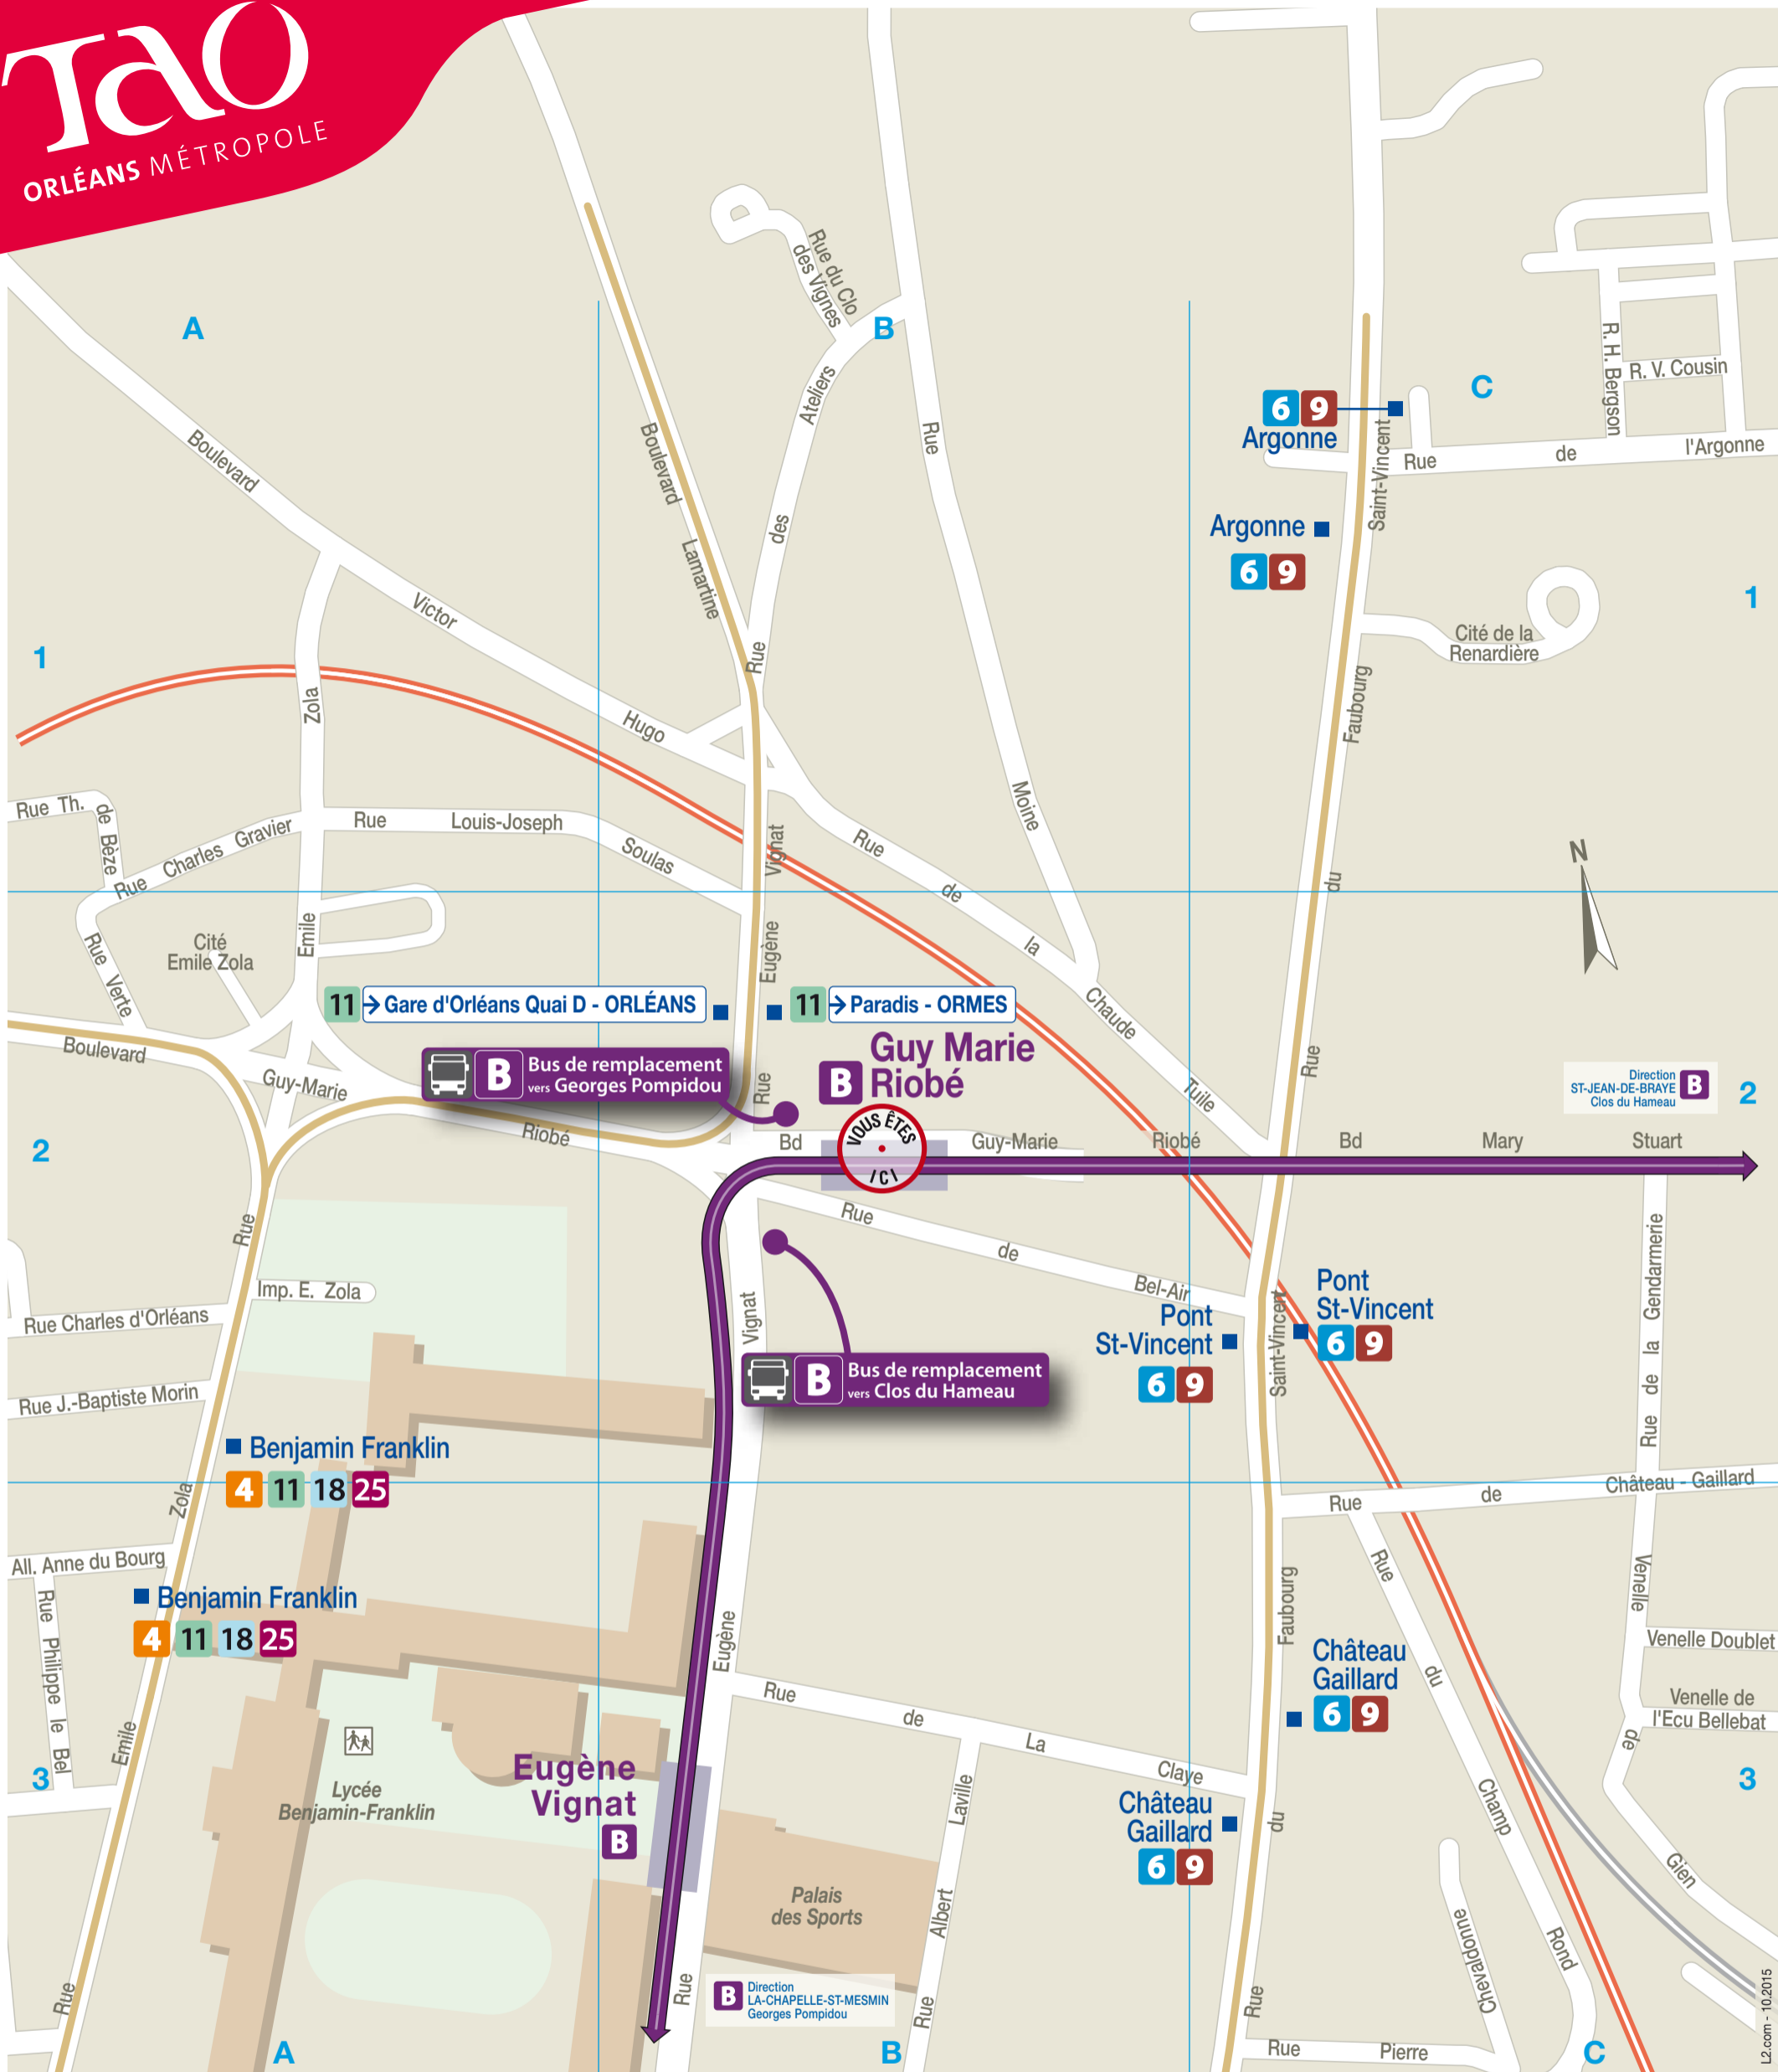 TAO
ORLÉANS MÉTROPOLE
A
B
C
Rue du Clo
des Vignes
Ateliers
des
Rue
Boulevard
Lamartine
Rue
Moine
R. H. Bergson
R. V. Cousin
6 9
Argonne
Saint-Vincent
Rue de l'Argonne
Argonne
6 9
Boulevard
Victor
Hugo
Cité de la
Renardière
1
1
Zola
Faubourg
Rue Th.
de Bèze
Rue Charles Gravier
Rue Louis-Joseph
Soulas
Vignat
Rue
de
la
Chaude
Tuile
du
N
Emile
Cité
Emile Zola
Rue Verte
Eugène
11 → Gare d'Orléans Quai D - ORLÉANS
11 → Paradis - ORMES
Boulevard
Guy-Marie
Riobé
B Bus de remplacement
vers Georges Pompidou
Rue
B
Guy Marie
Riobé
VOUS ÊTES
ICI
Rue
Direction
ST-JEAN-DE-BRAYE
Clos du Hameau
B
2
2
Bd Guy-Marie Riobé
Bd Mary Stuart
Rue
Rue
de
Bel-Air
Imp. E. Zola
Rue Charles d'Orléans
Rue J.-Baptiste Morin
Vignat
Pont
St-Vincent
6 9
Pont
St-Vincent
6 9
Saint-Vincent
Rue de la Gendarmerie
B Bus de remplacement
vers Clos du Hameau
Benjamin Franklin
4 11 18 25
Zola
Rue de Château - Gaillard
All. Anne du Bourg
Rue Philippe le Bel
Benjamin Franklin
4 11 18 25
Emile
Eugène
Faubourg
Rue
du
Champ
Rond
Venelle
de
Gien
Venelle Doublet
Venelle de
l'Ecu Bellebat
Château
Gaillard
6 9
Rue
de
La
Claye
Château
Gaillard
6 9
du
3
3
Lycée
Benjamin-Franklin
Eugène
Vignat
B
Laville
Albert
Rue
Palais
des Sports
Chevaldonne
B
Direction
LA-CHAPELLE-ST-MESMIN
Georges Pompidou
Rue
Rue
Rue
Rue Pierre
A
B
C
L2.com - 10.2015